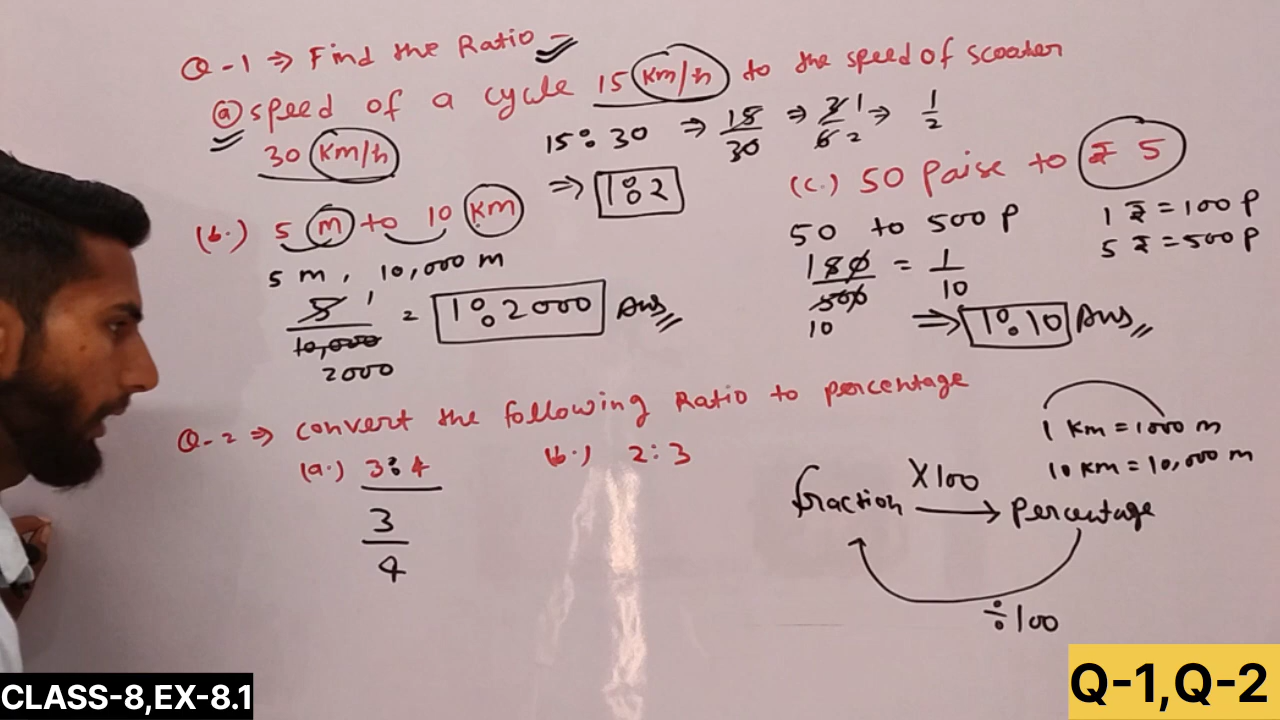 Q-1 ⇒ Find the Ratio -
(a) speed of a cycle 15 km/h to the speed of scooter
30 km/h
15:30 ⇒ 15/30 ⇒ 3/6 1/2 ⇒ 1/2
⇒ 1:2
(b.) 5 m to 10 km
5 m, 10,000 m
5/10,000 1/2000 = 1:2000 Ans
(c.) 50 Paise to ₹ 5
50 to 500 P
1 ₹ = 100 P
5 ₹ = 500 P
50/500 = 1/10
10
⇒ 1:10 Ans
Q-2 ⇒ convert the following Ratio to percentage
(a.) 3:4 (b.) 2:3
3/4
1 km = 1000 m
10 km = 10,000 m
fraction ×100 → percentage
÷100
CLASS-8,EX-8.1
Q-1,Q-2